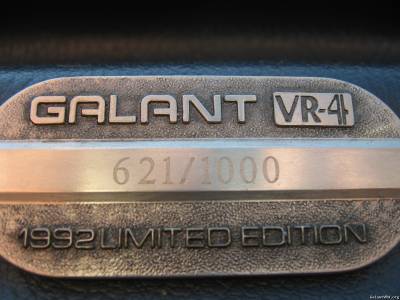 GALANT VR-4
621/1000
1992 LIMITED EDITION